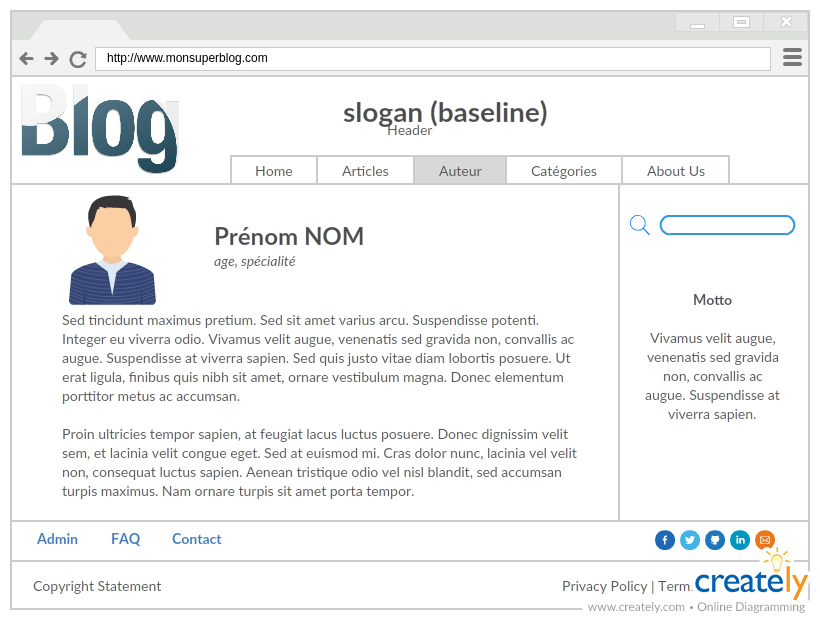 http://www.monsuperblog.com
Blog
slogan (baseline)
Header
Home Articles Auteur Catégories About Us
Prénom NOM
age, spécialité
Sed tincidunt maximus pretium. Sed sit amet varius arcu. Suspendisse potenti.
Integer eu viverra odio. Vivamus velit augue, venenatis sed gravida non, convallis ac
augue. Suspendisse at viverra sapien. Sed quis justo vitae diam lobortis posuere. Ut
erat ligula, finibus quis nibh sit amet, ornare vestibulum magna. Donec elementum
porttitor metus ac accumsan.
Proin ultricies tempor sapien, at feugiat lacus luctus posuere. Donec dignissim velit
sem, et lacinia velit congue eget. Sed at euismod mi. Cras dolor nunc, lacinia vel velit
non, consequat luctus sapien. Aenean tristique odio vel nisl blandit, sed accumsan
turpis maximus. Nam ornare turpis sit amet porta tempor.
Motto
Vivamus velit augue,
venenatis sed gravida
non, convallis ac
augue. Suspendisse at
viverra sapien.
Admin FAQ Contact
f in
Copyright Statement
Privacy Policy | Term
creately
www.creately.com • Online Diagramming